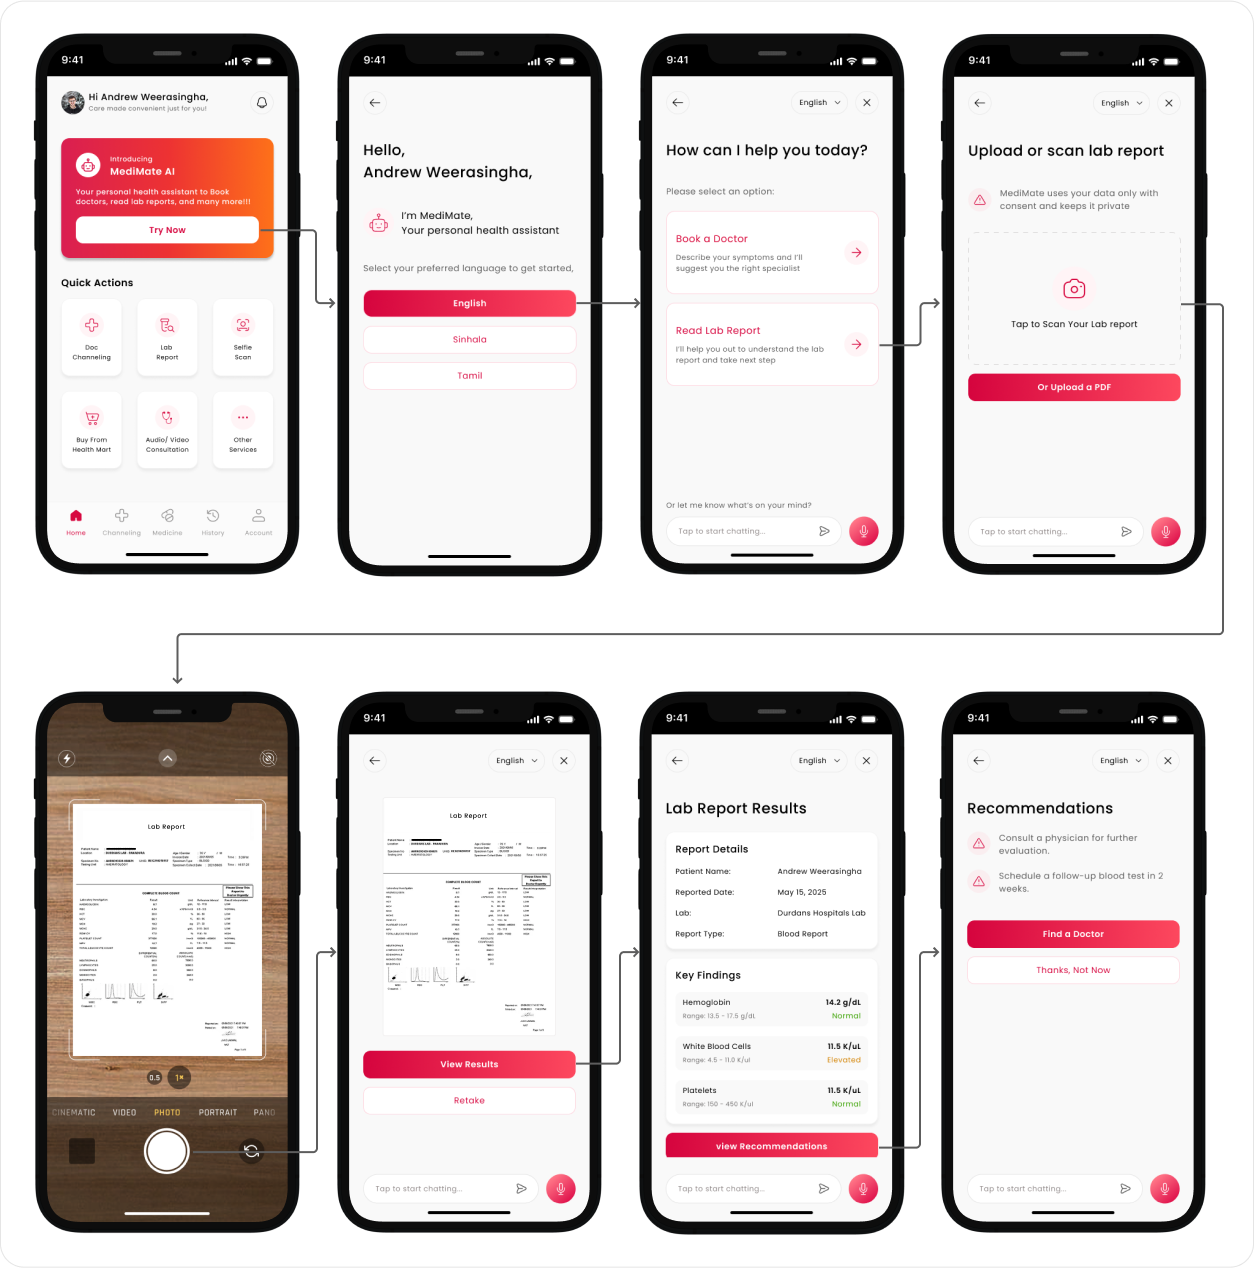 9:41
Hi Andrew Weerasingha,
Care made convenient just for you!
Introducing
MediMate AI
Your personal health assistant to Book
doctors, read lab reports, and many more!!!
Try Now
Quick Actions
Doc
Channeling
Lab
Report
Selfie
Scan
Buy From
Health Mart
Audio/ Video
Consultation
Other
Services
Home
Channeling
Medicine
History
Account
9:41
Hello,
Andrew Weerasingha,
I'm MediMate,
Your personal health assistant
Select your preferred language to get started,
English
Sinhala
Tamil
9:41
English
How can I help you today?
Please select an option:
Book a Doctor
Describe your symptoms and I'll
suggest you the right specialist
Read Lab Report
I'll help you out to understand the lab
report and take next step
Or let me know what's on your mind?
Tap to start chatting...
9:41
English
Upload or scan lab report
MediMate uses your data only with
consent and keeps it private
Tap to Scan Your Lab report
Or Upload a PDF
Tap to start chatting...
Lab Report
COMPLETE BLOOD COUNT
0.5
1×
CINEMATIC VIDEO PHOTO PORTRAIT PANO
9:41
English
Lab Report
COMPLETE BLOOD COUNT
View Results
Retake
Tap to start chatting...
9:41
English
Lab Report Results
Report Details
Patient Name: Andrew Weerasingha
Reported Date: May 15, 2025
Lab: Durdans Hospitals Lab
Report Type: Blood Report
Key Findings
Hemoglobin 14.2 g/dL
Range: 13.5 - 17.5 g/dL Normal
White Blood Cells 11.5 K/uL
Range: 4.5 - 11.0 K/ul Elevated
Platelets 11.5 K/uL
Range: 150 - 450 K/ul Normal
view Recommendations
Tap to start chatting...
9:41
English
Recommendations
Consult a physician for further
evaluation.
Schedule a follow-up blood test in 2
weeks.
Find a Doctor
Thanks, Not Now
Tap to start chatting...